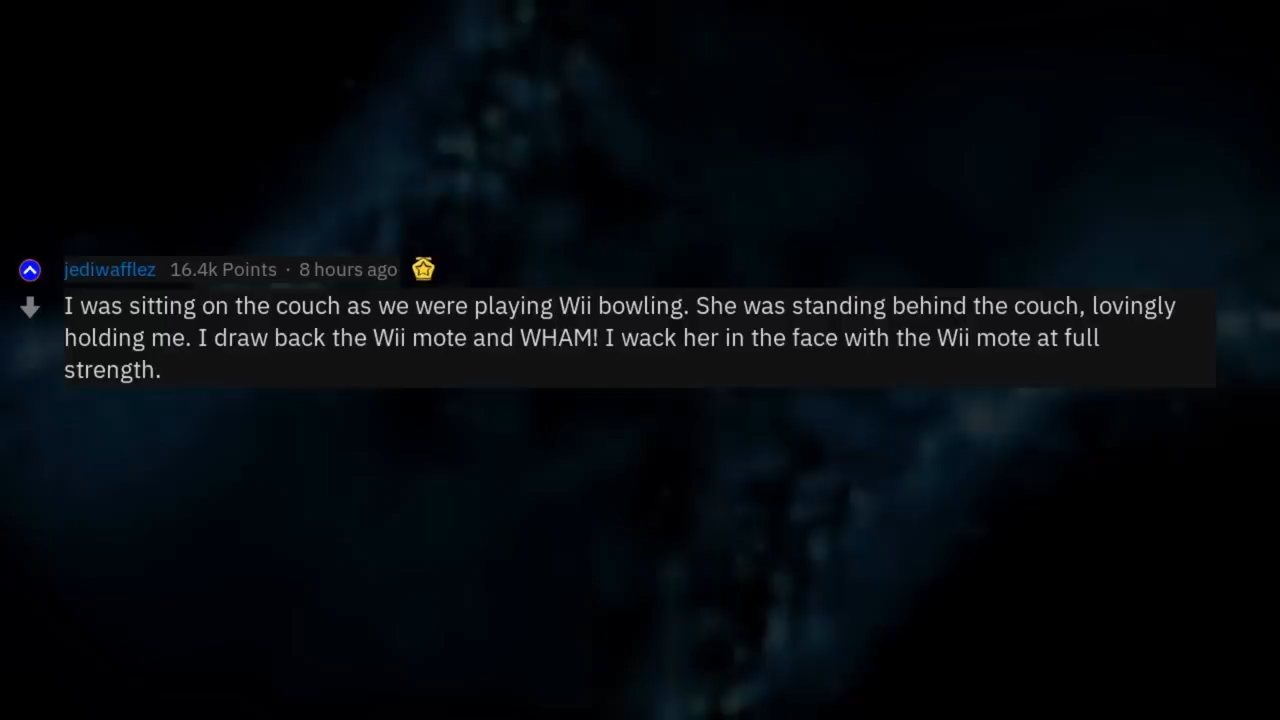 jediwafflez 16.4k Points · 8 hours ago
I was sitting on the couch as we were playing Wii bowling. She was standing behind the couch, lovingly
holding me. I draw back the Wii mote and WHAM! I wack her in the face with the Wii mote at full
strength.